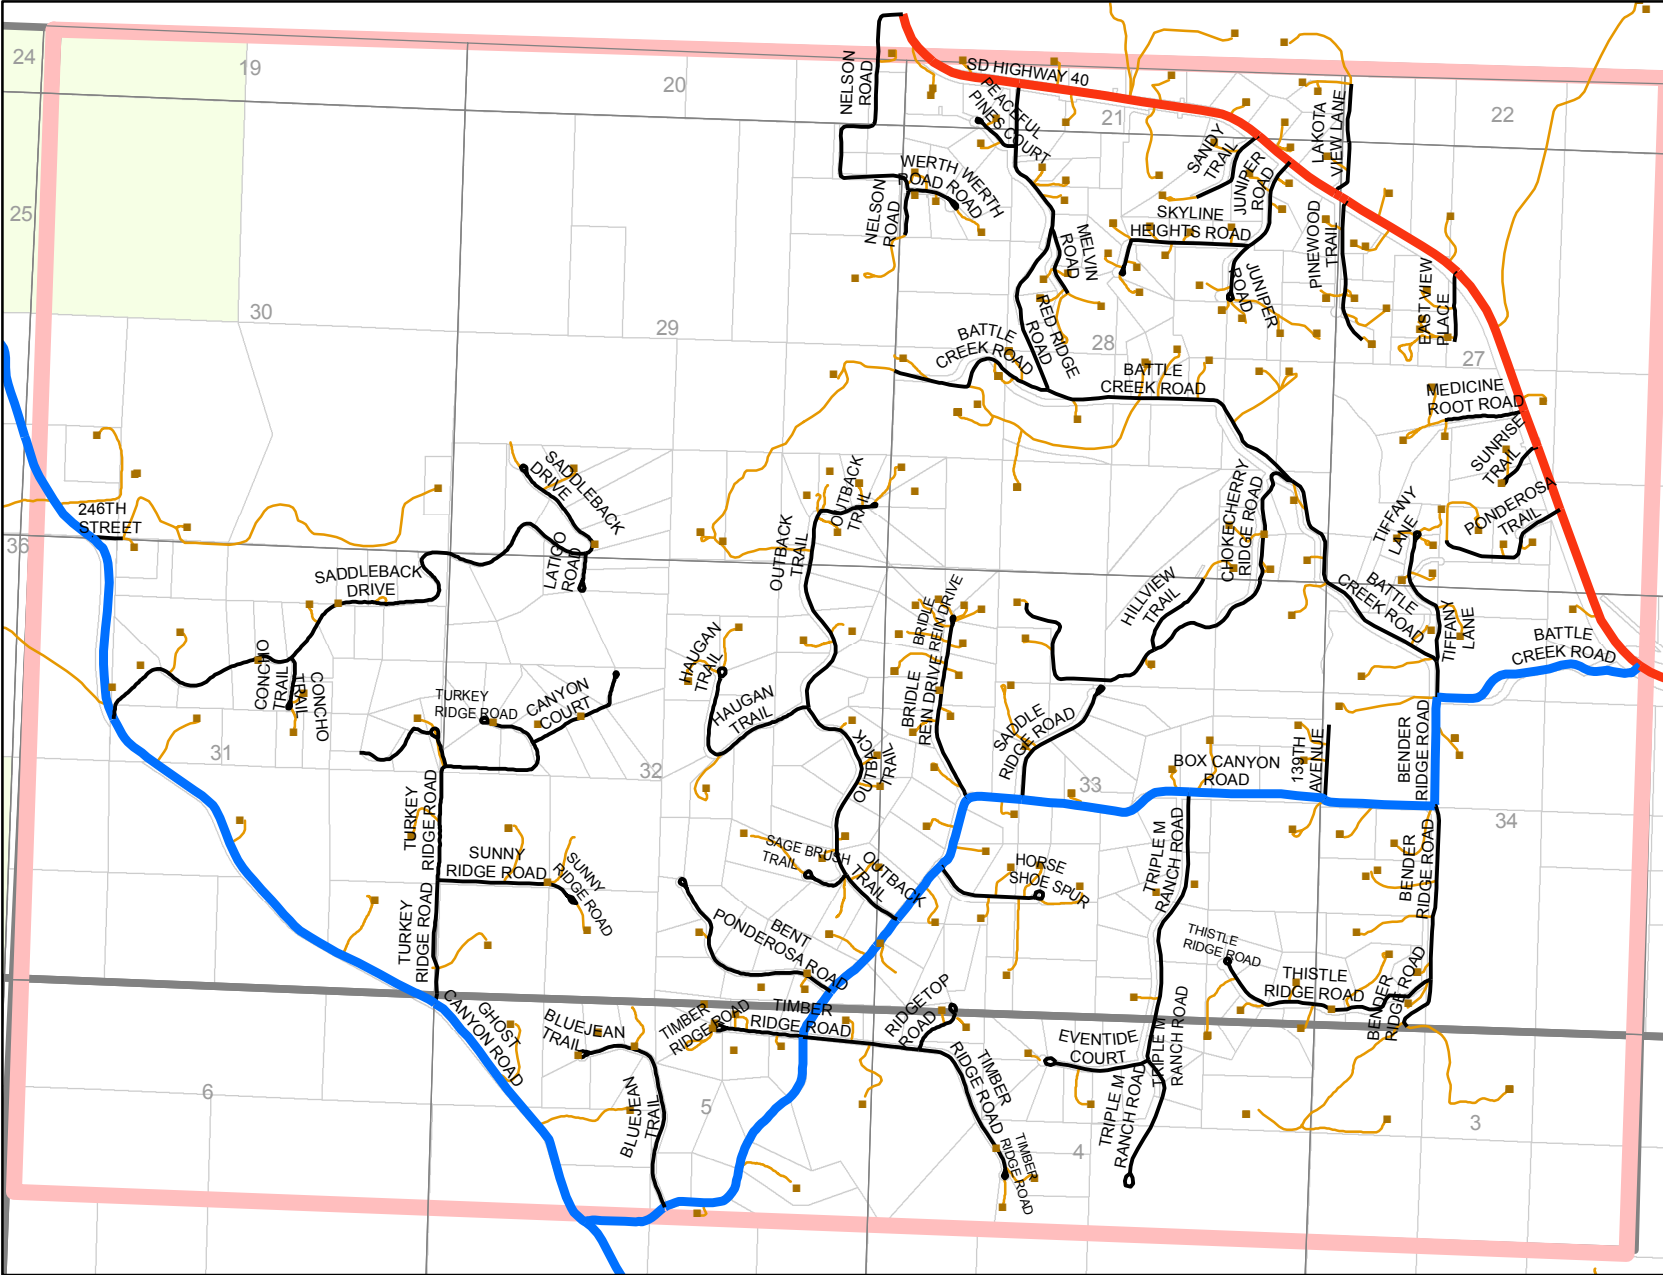 24
19
20
NELSON
ROAD
SD HIGHWAY 40
PEACEFUL
PINES COURT
21
SANDY
TRAIL
LAKOTA
VIEW LANE
22
25
WERTH
ROAD
WERTH
ROAD
NELSON
ROAD
JUNIPER
ROAD
SKYLINE
HEIGHTS ROAD
PINEWOOD
TRAIL
MELVIN
ROAD
JUNIPER
ROAD
EAST VIEW
PLACE
30
29
28
27
RED RIDGE
ROAD
BATTLE
CREEK ROAD
BATTLE
CREEK ROAD
MEDICINE
ROOT ROAD
SUNRISE
TRAIL
SADDLEBACK
DRIVE
OUTBACK
TRAIL
CHOKECHERRY
RIDGE ROAD
TIFFANY
LANE
PONDEROSA
TRAIL
246TH
STREET
36
LATIGO
ROAD
OUTBACK
TRAIL
SADDLEBACK
DRIVE
BRIDLE
REIN DRIVE
HILLVIEW
TRAIL
BATTLE
CREEK ROAD
TIFFANY
LANE
BATTLE
CREEK ROAD
HAUGAN
TRAIL
CONCHO
TRAIL
CONCHO
TRAIL
TURKEY
RIDGE ROAD
CANYON
COURT
HAUGAN
TRAIL
BRIDLE
REIN DRIVE
SADDLE
RIDGE ROAD
31
32
33
34
OUTBACK
TRAIL
BOX CANYON
ROAD
139TH
AVENUE
BENDER
RIDGE ROAD
TURKEY
RIDGE ROAD
SUNNY
RIDGE ROAD
SUNNY
RIDGE ROAD
SAGE BRUSH
TRAIL
OUTBACK
TRAIL
HORSE
SHOE SPUR
TRIPLE M
RANCH ROAD
BENDER
RIDGE ROAD
TURKEY
RIDGE ROAD
BENT
PONDEROSA ROAD
THISTLE
RIDGE ROAD
THISTLE
RIDGE ROAD
BENDER
RIDGE ROAD
GHOST
CANYON ROAD
BLUEJEAN
TRAIL
TIMBER
RIDGE ROAD
TIMBER
RIDGE ROAD
RIDGETOP
ROAD
EVENTIDE
COURT
TRIPLE M
RANCH ROAD
TIMBER
RIDGE ROAD
BLUEJEAN
TRAIL
TRIPLE M
RANCH ROAD
TIMBER
RIDGE ROAD
6
5
4
3